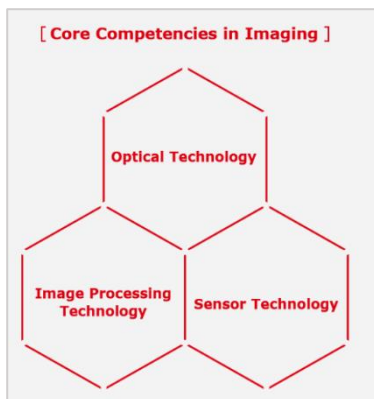 [ Core Competencies in Imaging ]
Optical Technology
Image Processing
Technology
Sensor Technology